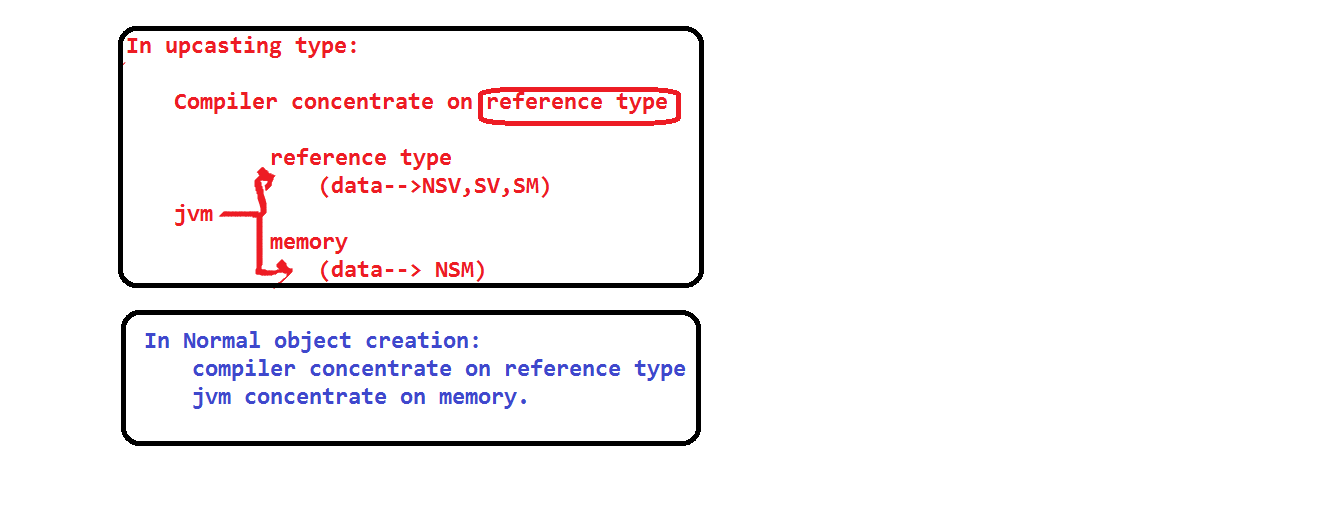 In upcasting type:
Compiler concentrate on reference type
reference type
(data-->NSV,SV,SM)
jvm
memory
(data--> NSM)
In Normal object creation:
compiler concentrate on reference type
jvm concentrate on memory.